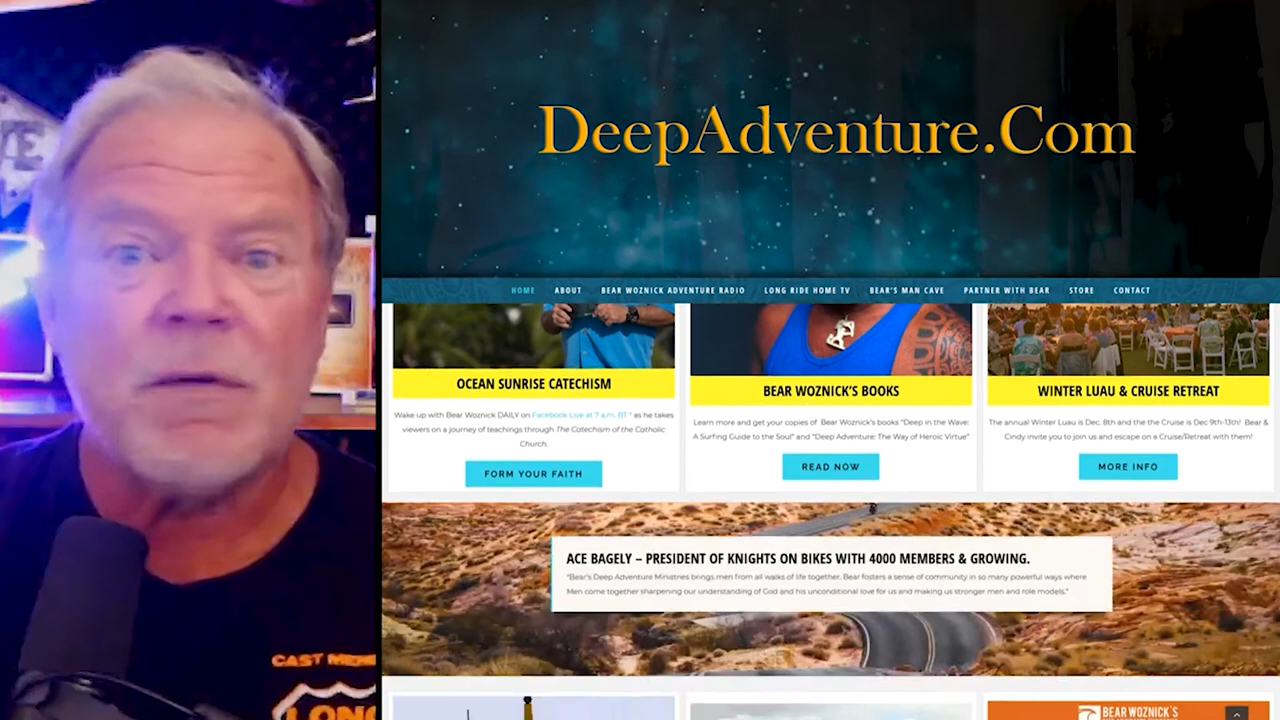 DeepAdventure.Com
HOME ABOUT BEAR WOZNICK ADVENTURE RADIO LONG RIDE HOME TV BEAR'S MAN CAVE PARTNER WITH BEAR STORE CONTACT
OCEAN SUNRISE CATECHISM
Wake up with Bear Woznick DAILY on Facebook Live at 7 a.m. BT * as he takes
viewers on a journey of teachings through The Catechism of the Catholic
Church.
FORM YOUR FAITH
BEAR WOZNICK'S BOOKS
Learn more and get your copies of Bear Woznick's books "Deep in the Wave:
A Surfing Guide to the Soul" and "Deep Adventure: The Way of Heroic Virtue"
READ NOW
WINTER LUAU & CRUISE RETREAT
The annual Winter Luau is Dec. 8th and the the Cruise is Dec 9th-13th! Bear &
Cindy invite you to join us and escape on a Cruise/Retreat with them!
MORE INFO
ACE BAGELY – PRESIDENT OF KNIGHTS ON BIKES WITH 4000 MEMBERS & GROWING.
"Bear's Deep Adventure Ministries brings men from all walks of life together. Bear fosters a sense of community in so many powerful ways where
Men come together sharpening our understanding of God and his unconditional love for us and making us stronger men and role models."
BEAR WOZNICK'S
CAST MEMB
LONG